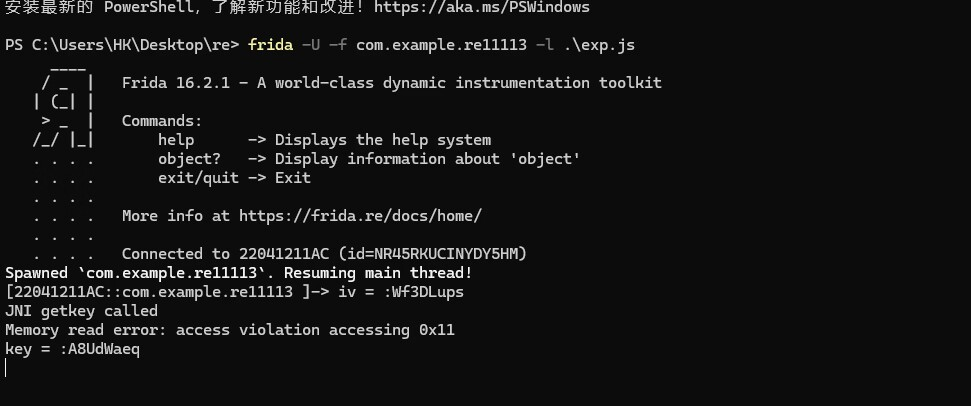 安装最新的 PowerShell，了解新功能和改进！https://aka.ms/PSWindows
PS C:\Users\HK\Desktop\re> frida -U -f com.example.re11113 -l .\exp.js
     ____
    / _  |   Frida 16.2.1 - A world-class dynamic instrumentation toolkit
   | (_| |
    > _  |   Commands:
   /_/ |_|       help      -> Displays the help system
   . . . .       object?   -> Display information about 'object'
   . . . .       exit/quit -> Exit
   . . . .
   . . . .   More info at https://frida.re/docs/home/
   . . . .
   . . . .   Connected to 22041211AC (id=NR45RKUCINYDY5HM)
Spawned `com.example.re11113`. Resuming main thread!
[22041211AC::com.example.re11113 ]-> iv = :Wf3DLups
JNI getkey called
Memory read error: access violation accessing 0x11
key = :A8UdWaeq